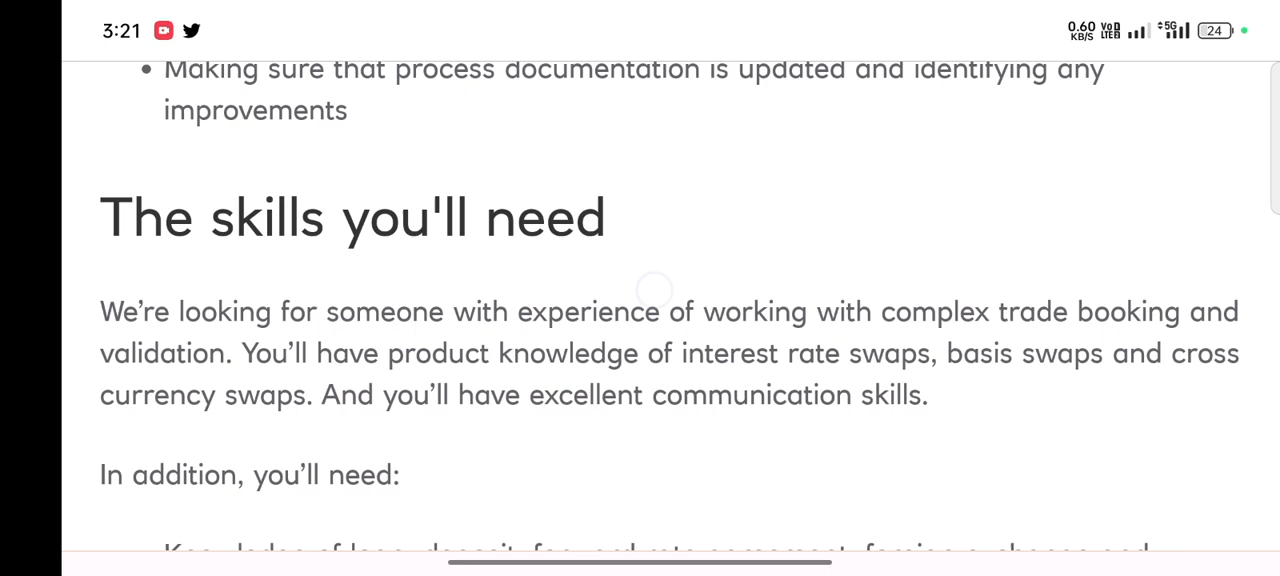 3:21
0.60 KB/S VoD LTE 5G 24
• Making sure that process documentation is updated and identifying any
improvements
The skills you'll need
We're looking for someone with experience of working with complex trade booking and
validation. You'll have product knowledge of interest rate swaps, basis swaps and cross
currency swaps. And you'll have excellent communication skills.
In addition, you'll need: